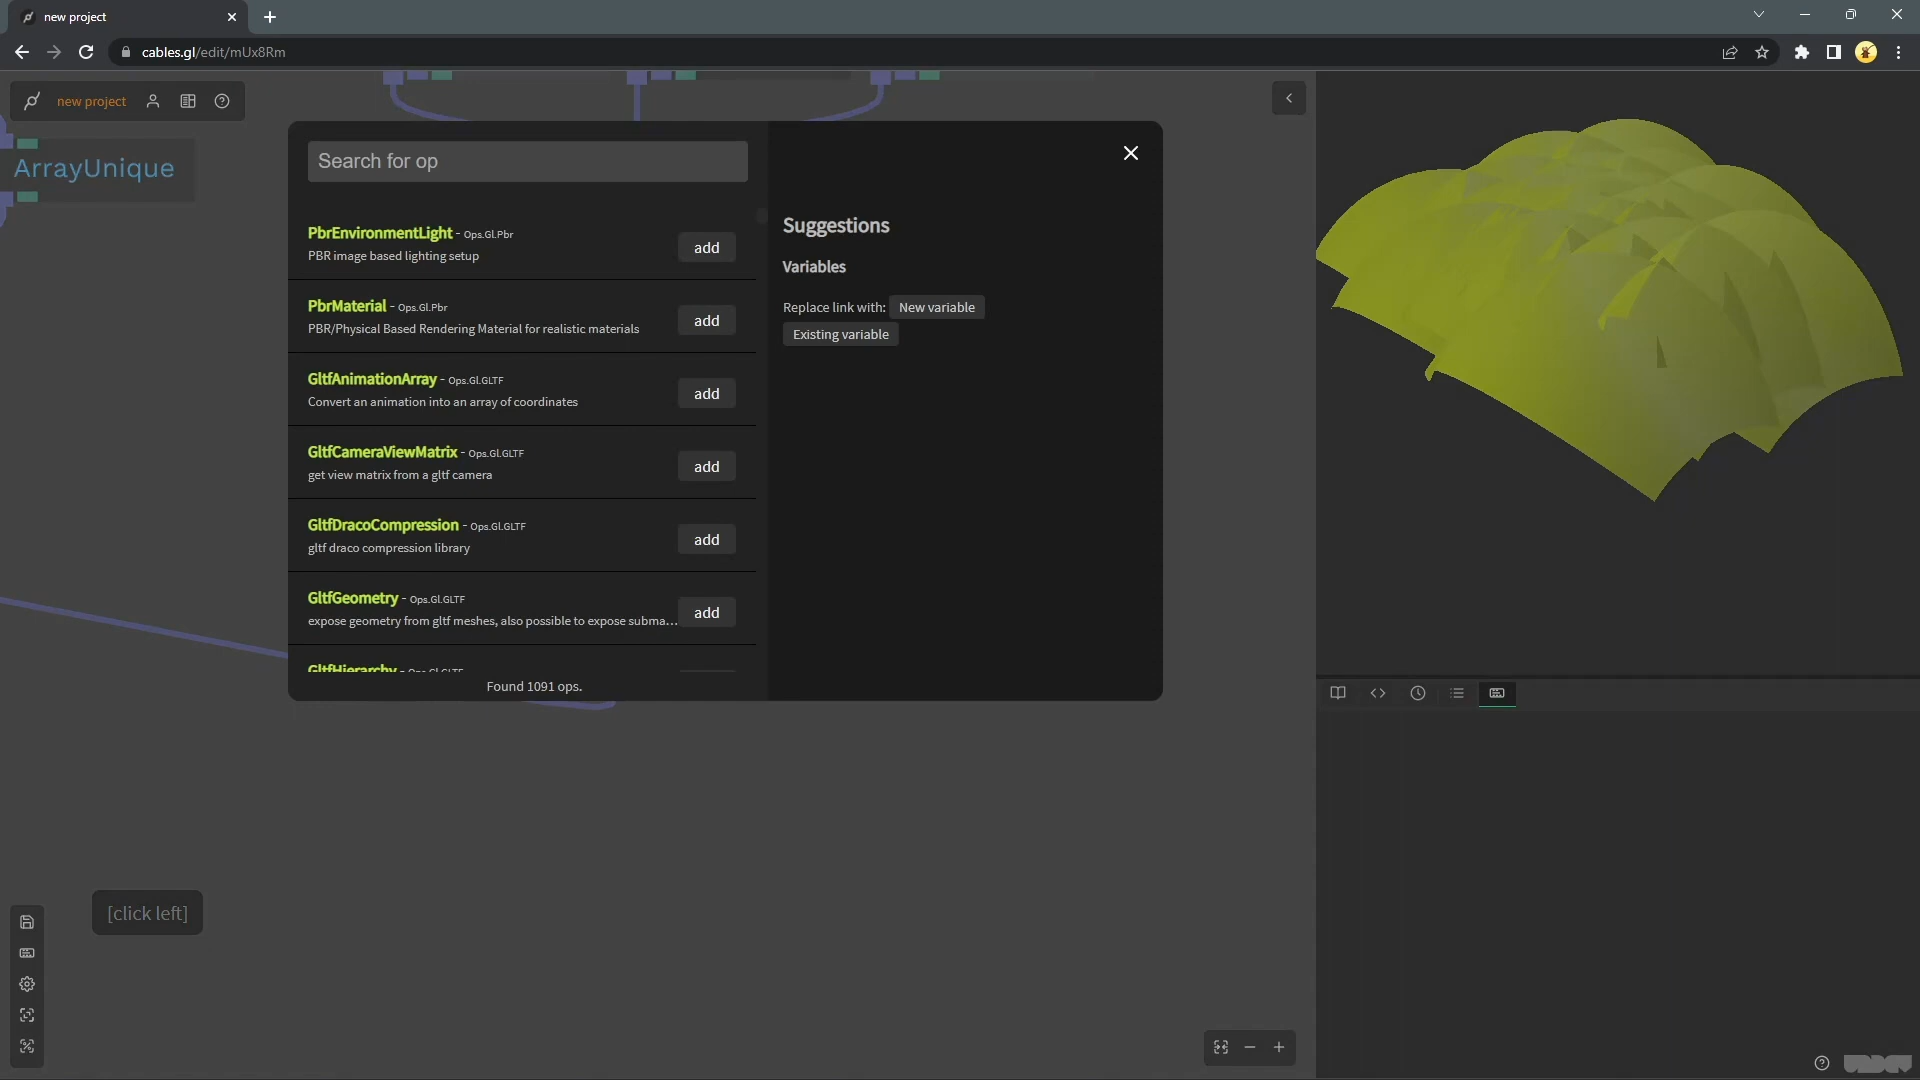 new project
cables.gl/edit/mUx8Rm
new project
ArrayUnique
Search for op
PbrEnvironmentLight - Ops.Gl.Pbr
PBR image based lighting setup
add
PbrMaterial - Ops.Gl.Pbr
PBR/Physical Based Rendering Material for realistic materials
add
GltfAnimationArray - Ops.Gl.GLTF
Convert an animation into an array of coordinates
add
GltfCameraViewMatrix - Ops.Gl.GLTF
get view matrix from a gltf camera
add
GltfDracoCompression - Ops.Gl.GLTF
gltf draco compression library
add
GltfGeometry - Ops.Gl.GLTF
expose geometry from gltf meshes, also possible to expose subma...
add
GltfHierarchy - Ops.Gl.GLTF
Found 1091 ops.
Suggestions
Variables
Replace link with: New variable
Existing variable
[click left]